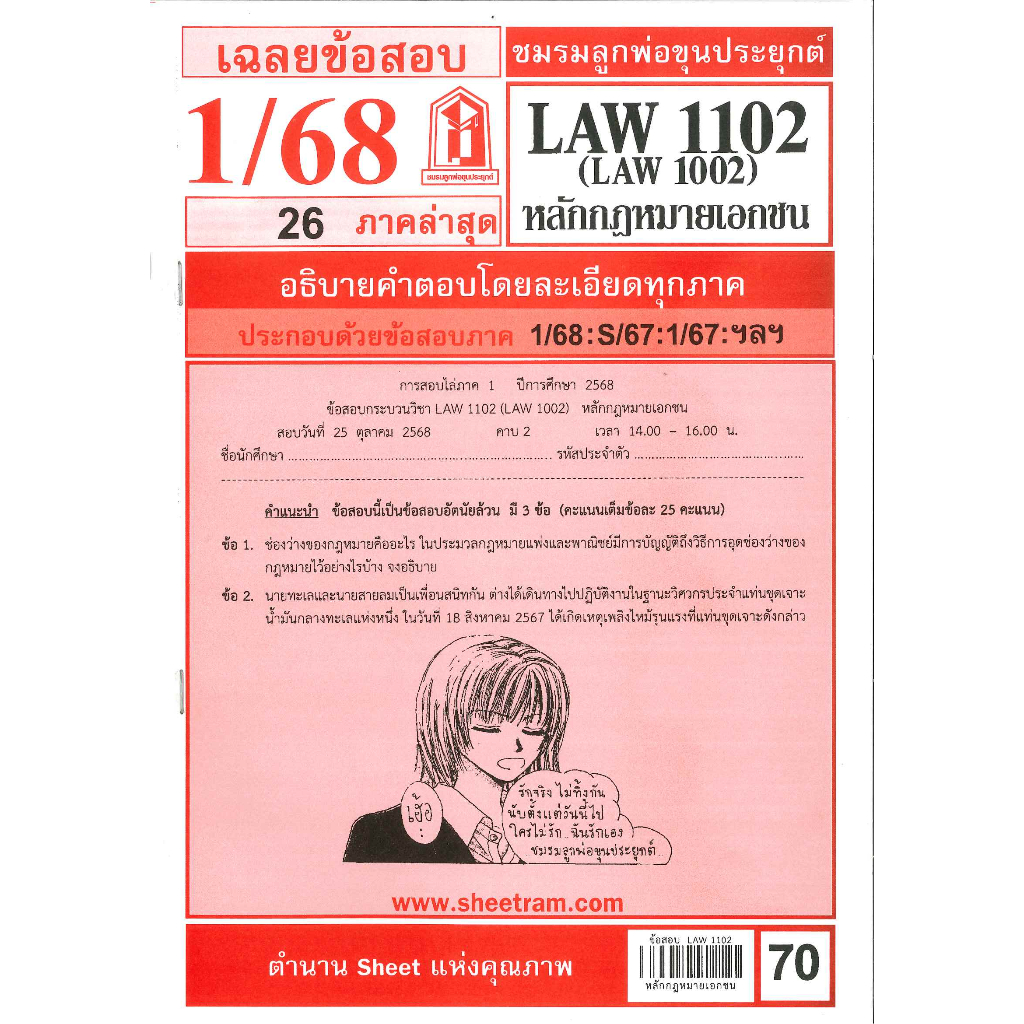 เฉลยข้อสอบ
ชมรมลูกพ่อขุนประยุกต์
1/68
ชมรมลูกพ่อขุนประยุกต์
LAW 1102
(LAW 1002)
หลักกฎหมายเอกชน
26 ภาคล่าสุด
อธิบายคำตอบโดยละเอียดทุกภาค
ประกอบด้วยข้อสอบภาค 1/68:S/67:1/67:ฯลฯ
การสอบไล่ภาค 1 ปีการศึกษา 2568
ข้อสอบกระบวนวิชา LAW 1102 (LAW 1002) หลักกฎหมายเอกชน
สอบวันที่ 25 ตุลาคม 2568 คาบ 2 เวลา 14.00 – 16.00 น.
ชื่อนักศึกษา ............................................................... รหัสประจำตัว ..........................................
คำแนะนำ ข้อสอบนี้เป็นข้อสอบอัตนัยล้วน มี 3 ข้อ (คะแนนเต็มข้อละ 25 คะแนน)
ข้อ 1. ช่องว่างของกฎหมายคืออะไร ในประมวลกฎหมายแพ่งและพาณิชย์มีการบัญญัติถึงวิธีการอุดช่องว่างของ
กฎหมายไว้อย่างไรบ้าง จงอธิบาย
ข้อ 2. นายทะเลและนายสายลมเป็นเพื่อนสนิทกัน ต่างได้เดินทางไปปฏิบัติงานในฐานะวิศวกรประจำแท่นขุดเจาะ
น้ำมันกลางทะเลแห่งหนึ่ง ในวันที่ 18 สิงหาคม 2567 ได้เกิดเหตุเพลิงไหม้รุนแรงที่แท่นขุดเจาะดังกล่าว
เฮ้อ
:
รักจริง ไม่ทิ้งกัน
นับตั้งแต่วันนี้ไป
ใครไม่รัก..ฉันรักเอง
ชมรมลูกพ่อขุนประยุกต์
www.sheetram.com
ตำนาน Sheet แห่งคุณภาพ
ข้อสอบ LAW 1102
หลักกฎหมายเอกชน
70